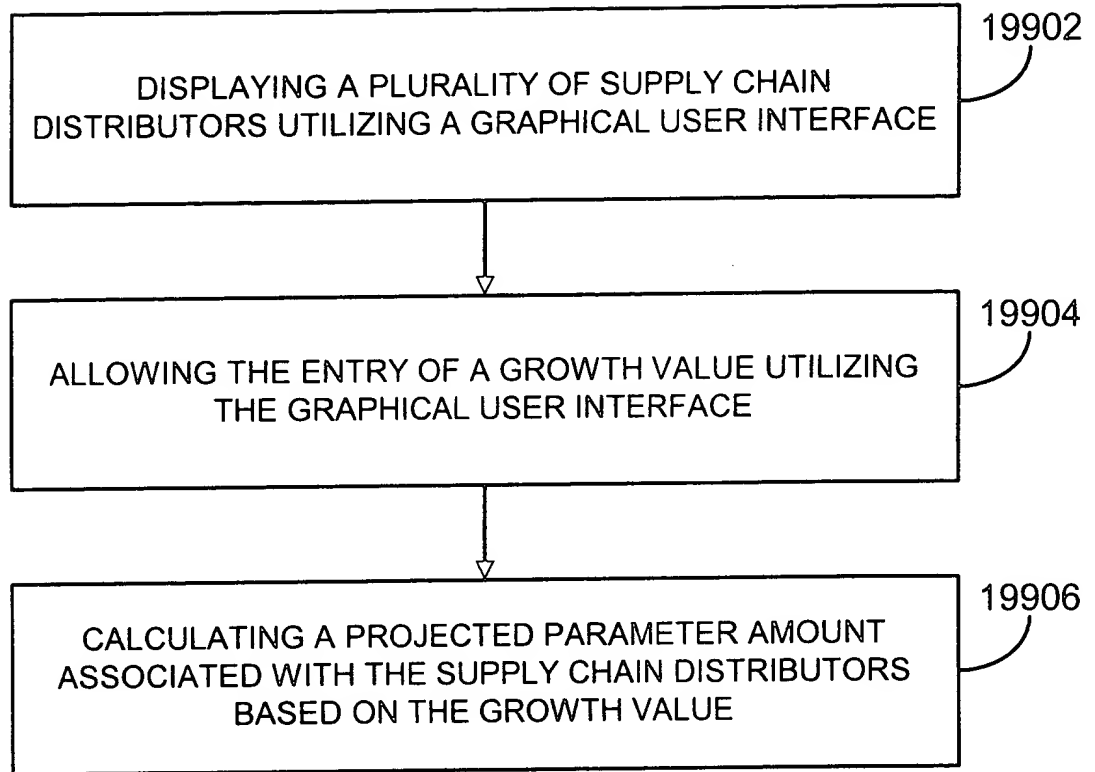 19902
DISPLAYING A PLURALITY OF SUPPLY CHAIN
DISTRIBUTORS UTILIZING A GRAPHICAL USER INTERFACE
19904
ALLOWING THE ENTRY OF A GROWTH VALUE UTILIZING
THE GRAPHICAL USER INTERFACE
19906
CALCULATING A PROJECTED PARAMETER AMOUNT
ASSOCIATED WITH THE SUPPLY CHAIN DISTRIBUTORS
BASED ON THE GROWTH VALUE